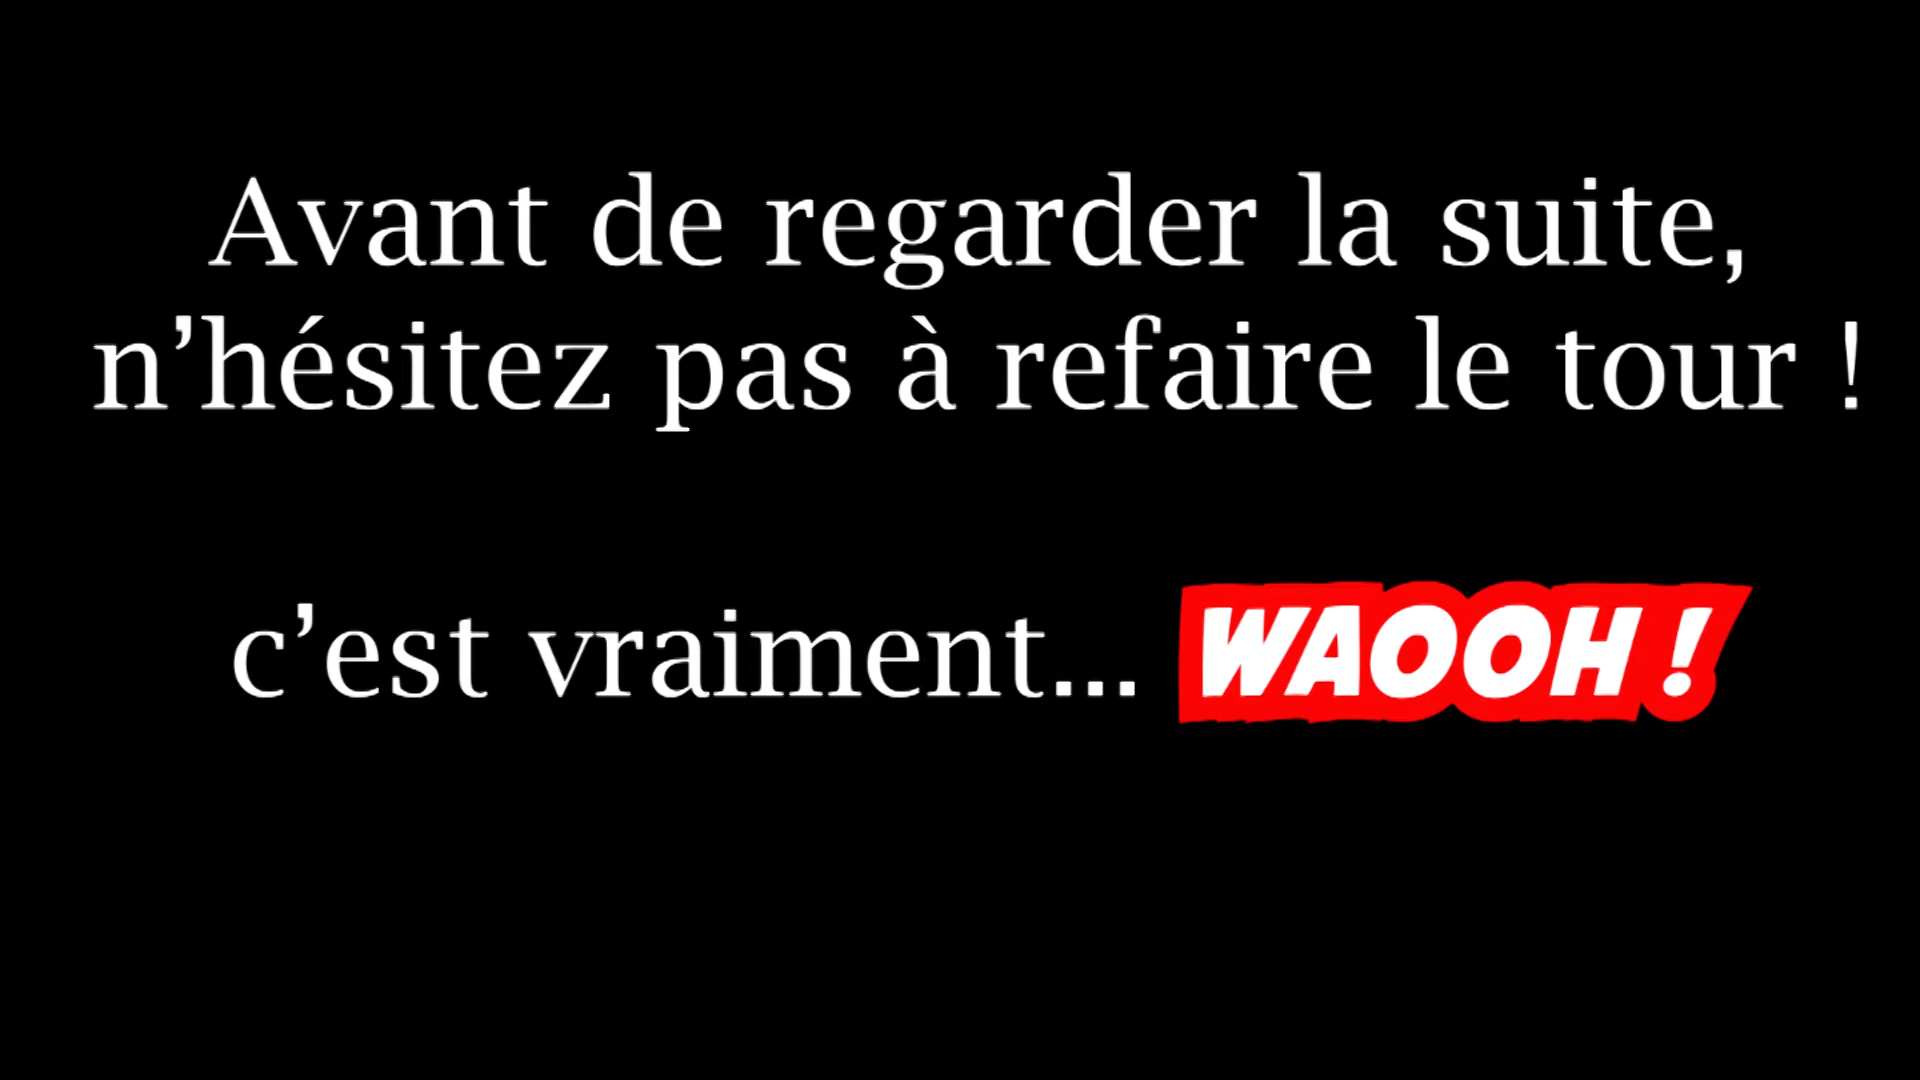 Avant de regarder la suite,
n’hésitez pas à refaire le tour !
c’est vraiment... WAOOH !